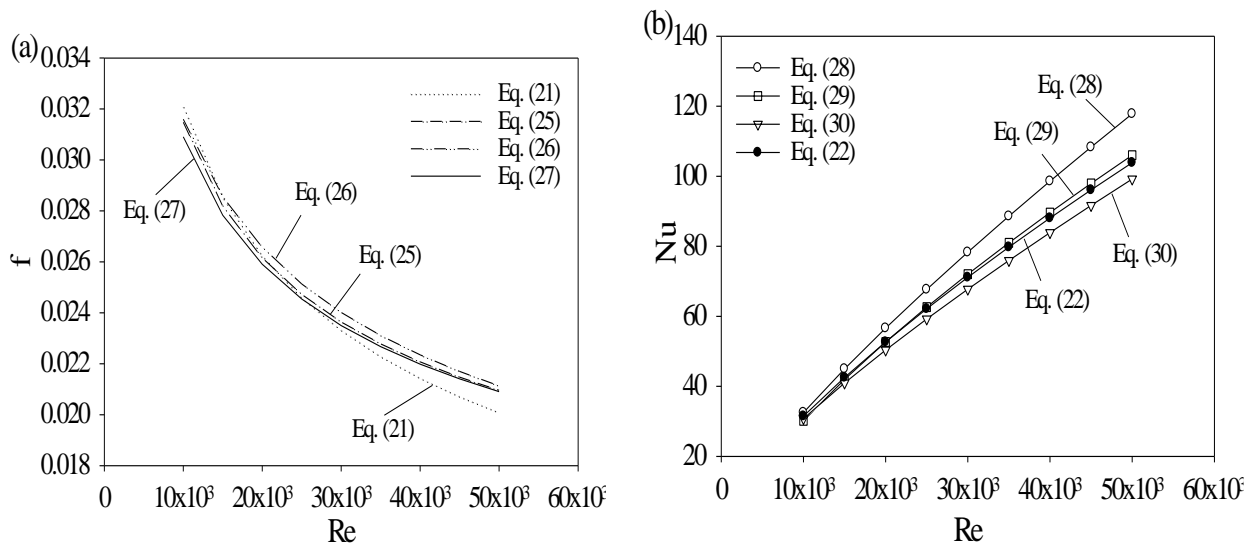 (a)
0.034
0.032
0.030
0.028
0.026
0.024
0.022
0.020
0.018
f
Eq. (21)
Eq. (25)
Eq. (26)
Eq. (27)
Eq. (27)
Eq. (26)
Eq. (25)
Eq. (21)
0
10x10³
20x10³
30x10³
40x10³
50x10³
60x10³
Re
(b)
140
120
100
80
60
40
20
Nu
Eq. (28)
Eq. (29)
Eq. (30)
Eq. (22)
Eq. (28)
Eq. (29)
Eq. (30)
Eq. (22)
0
10x10³
20x10³
30x10³
40x10³
50x10³
60x10³
Re